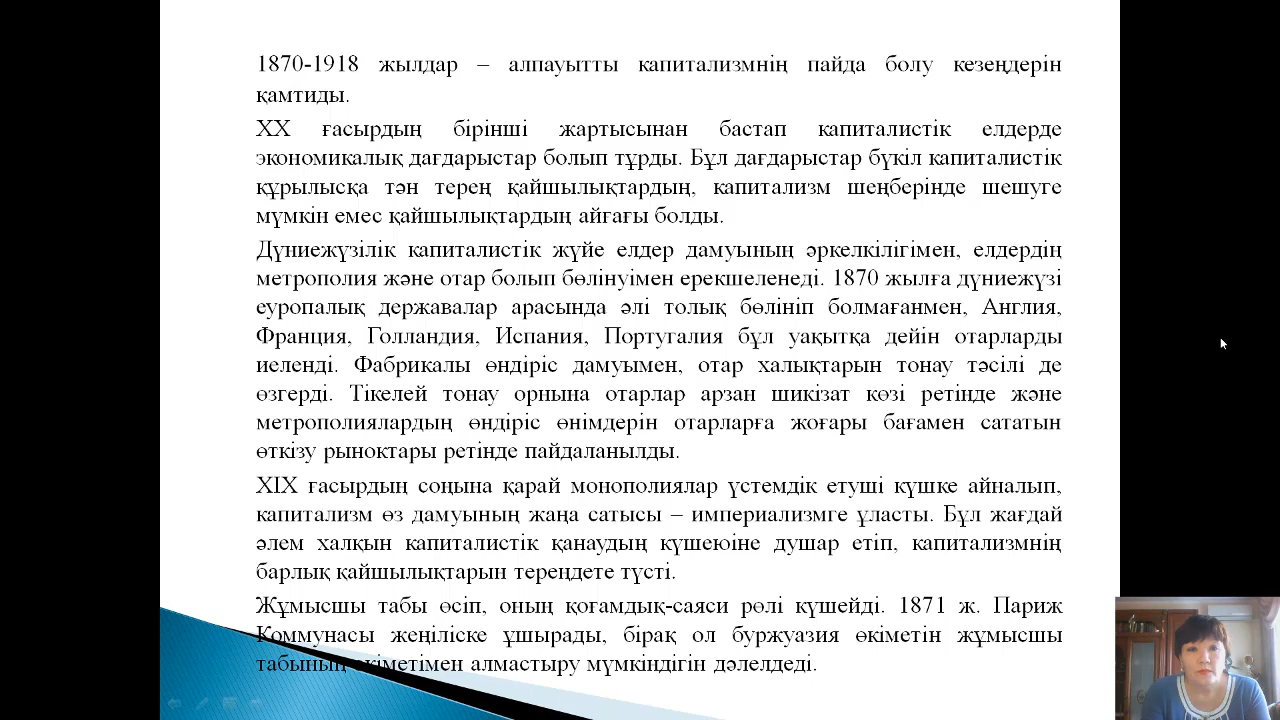 1870-1918 жылдар – алпауытты капитализмнің пайда болу кезеңдерін
қамтиды.
XX ғасырдың бірінші жартысынан бастап капиталистік елдерде
экономикалық дағдарыстар болып тұрды. Бұл дағдарыстар бүкіл капиталистік
құрылысқа тән терең қайшылықтардың, капитализм шеңберінде шешуге
мүмкін емес қайшылықтардың айғағы болды.
Дүниежүзілік капиталистік жүйе елдер дамуының әркелкілігімен, елдердің
метрополия және отар болып бөлінуімен ерекшеленеді. 1870 жылға дүниежүзі
еуропалық державалар арасында әлі толық бөлініп болмағанмен, Англия,
Франция, Голландия, Испания, Португалия бұл уақытқа дейін отарларды
иеленді. Фабрикалы өндіріс дамуымен, отар халықтарын тонау тәсілі де
өзгерді. Тікелей тонау орнына отарлар арзан шикізат көзі ретінде және
метрополиялардың өндіріс өнімдерін отарларға жоғары бағамен сататын
өткізу рыноктары ретінде пайдаланылды.
XIX ғасырдың соңына қарай монополиялар үстемдік етуші күшке айналып,
капитализм өз дамуының жаңа сатысы – империализмге ұласты. Бұл жағдай
әлем халқын капиталистік қанаудың күшеюіне душар етіп, капитализмнің
барлық қайшылықтарын тереңдете түсті.
Жұмысшы табы өсіп, оның қоғамдық-саяси рөлі күшейді. 1871 ж. Париж
Коммунасы жеңіліске ұшырады, бірақ ол буржуазия өкіметін жұмысшы
табының өкіметімен алмастыру мүмкіндігін дәлелдеді.